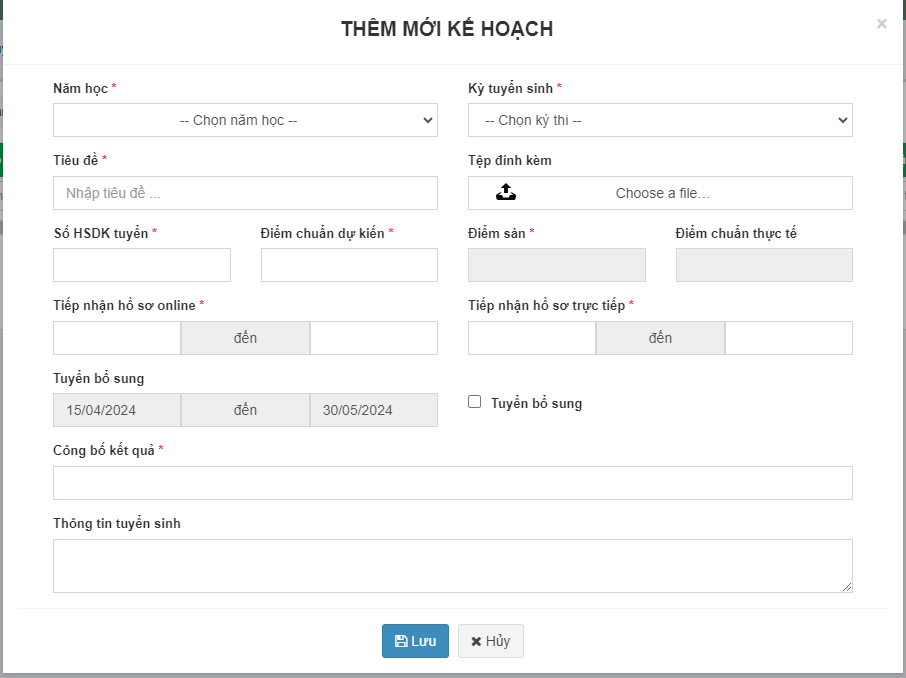 THÊM MỚI KẾ HOẠCH
×
Năm học *
Kỳ tuyển sinh *
-- Chọn năm học --
-- Chọn kỳ thi --
Tiêu đề *
Tệp đính kèm
Nhập tiêu đề ...
Choose a file…
Số HSDK tuyển *
Điểm chuẩn dự kiến *
Điểm sàn *
Điểm chuẩn thực tế
Tiếp nhận hồ sơ online *
Tiếp nhận hồ sơ trực tiếp *
đến
đến
Tuyển bổ sung
15/04/2024 đến 30/05/2024
Tuyển bổ sung
Công bố kết quả *
Thông tin tuyển sinh
Lưu
Hủy